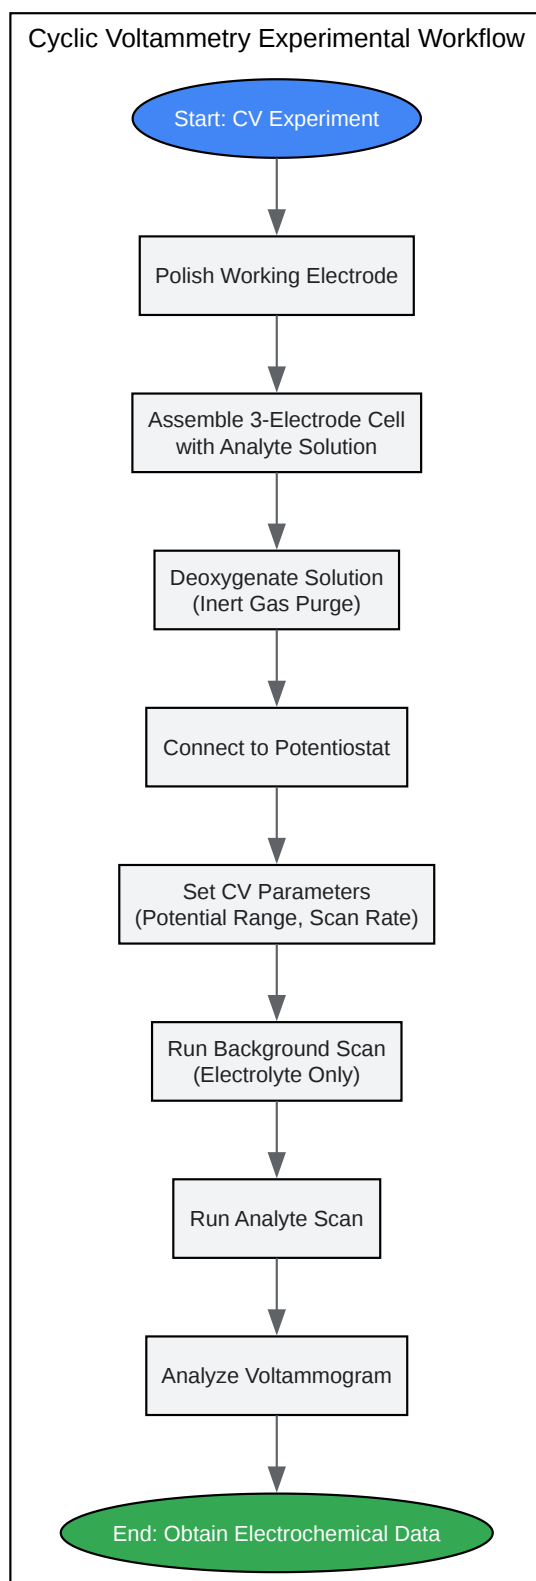 Cyclic Voltammetry Experimental Workflow
Start: CV Experiment
Polish Working Electrode
Assemble 3-Electrode Cell
with Analyte Solution
Deoxygenate Solution
(Inert Gas Purge)
Connect to Potentiostat
Set CV Parameters
(Potential Range, Scan Rate)
Run Background Scan
(Electrolyte Only)
Run Analyte Scan
Analyze Voltammogram
End: Obtain Electrochemical Data